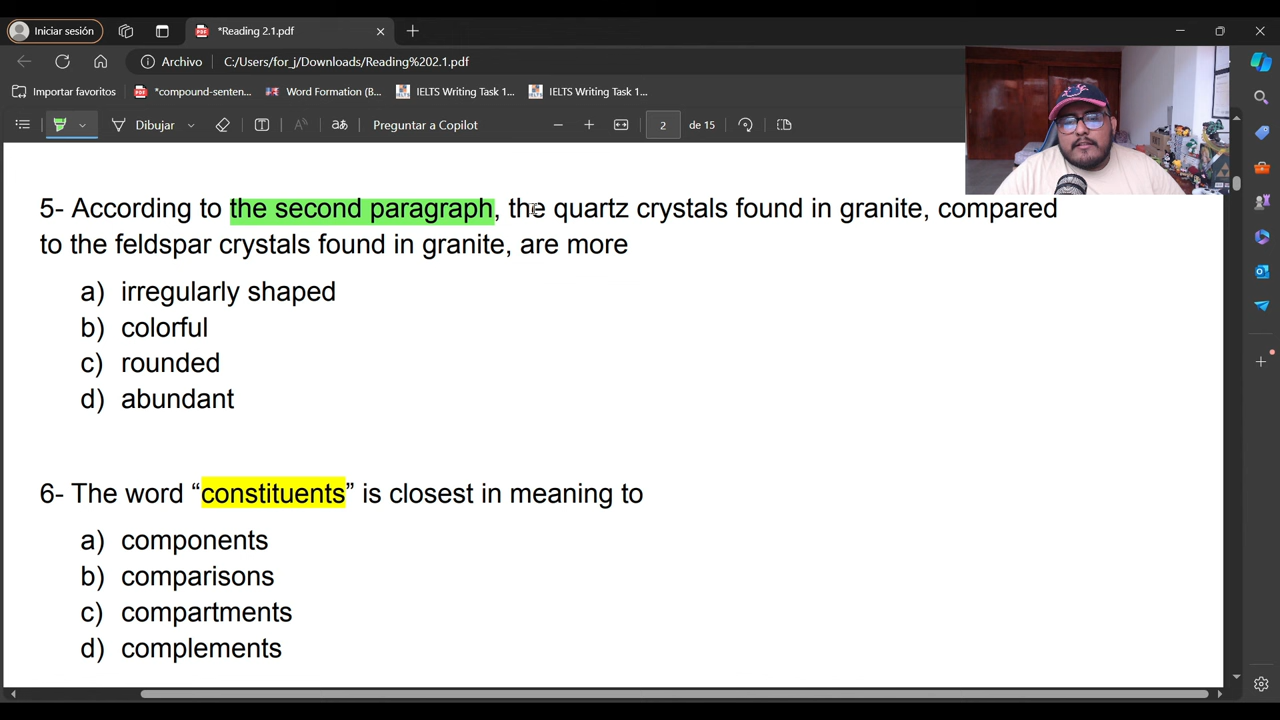 Iniciar sesión
*Reading 2.1.pdf
Archivo
C:/Users/for_j/Downloads/Reading%202.1.pdf
Importar favoritos
*compound-senten...
Word Formation (B...
IELTS Writing Task 1...
IELTS Writing Task 1...
Dibujar
aあ
Preguntar a Copilot
2
de 15
5- According to the second paragraph, the quartz crystals found in granite, compared
to the feldspar crystals found in granite, are more
a) irregularly shaped
b) colorful
c) rounded
d) abundant
6- The word “constituents” is closest in meaning to
a) components
b) comparisons
c) compartments
d) complements